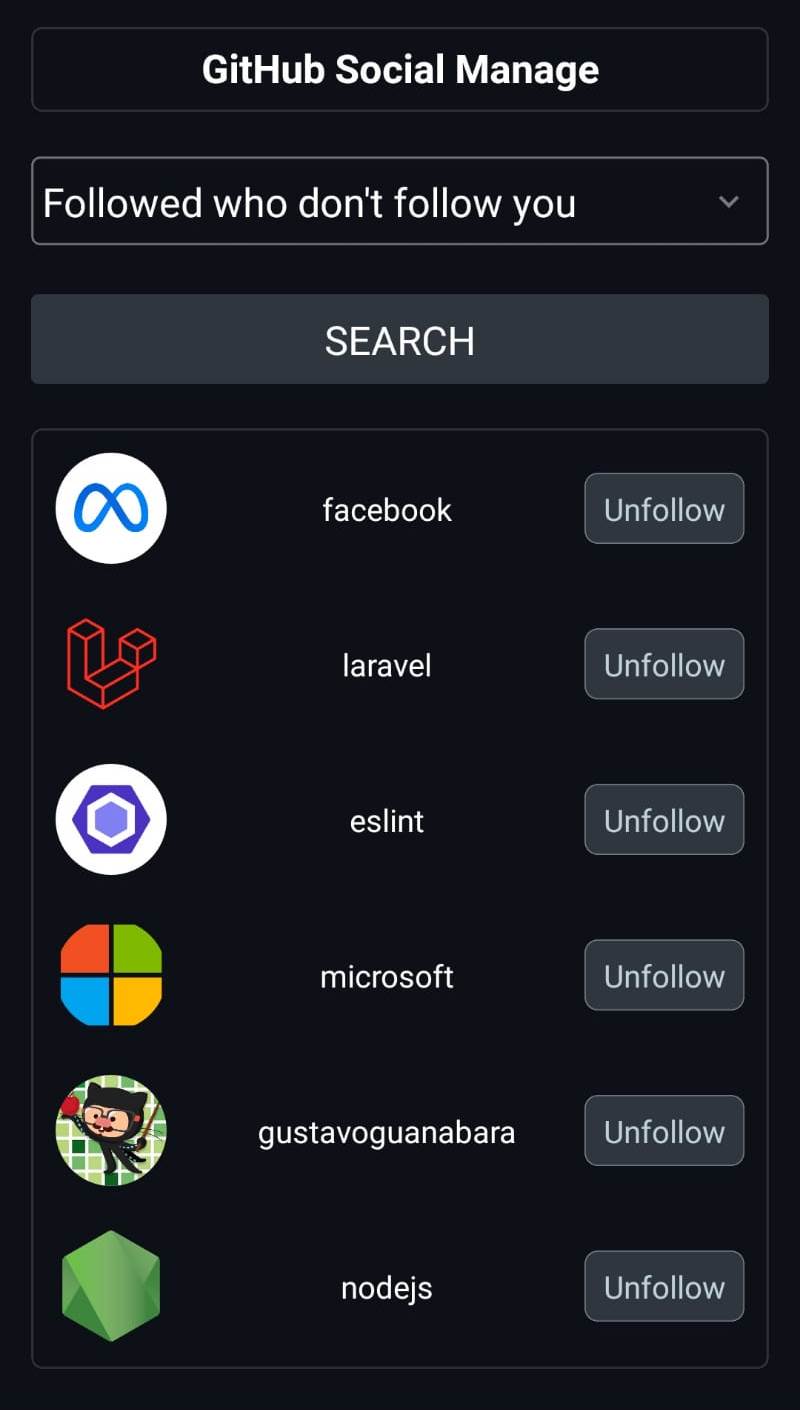 GitHub Social Manage
Followed who don't follow you
SEARCH
facebook Unfollow
laravel Unfollow
eslint Unfollow
microsoft Unfollow
gustavoguanabara Unfollow
nodejs Unfollow